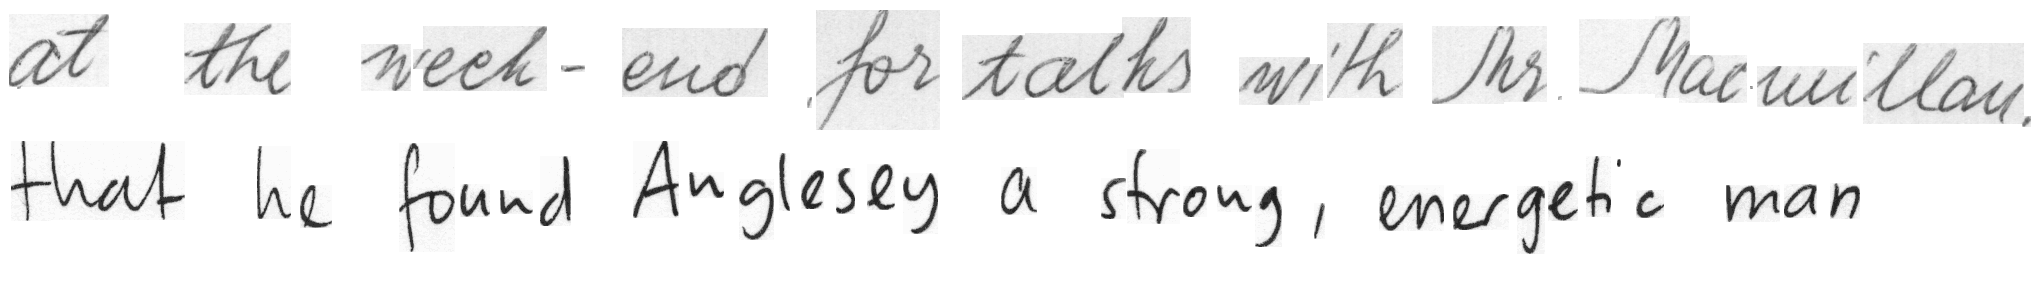 at the week-end for talks with Mr. Macmillan.
that he found Anglesey a strong, energetic man